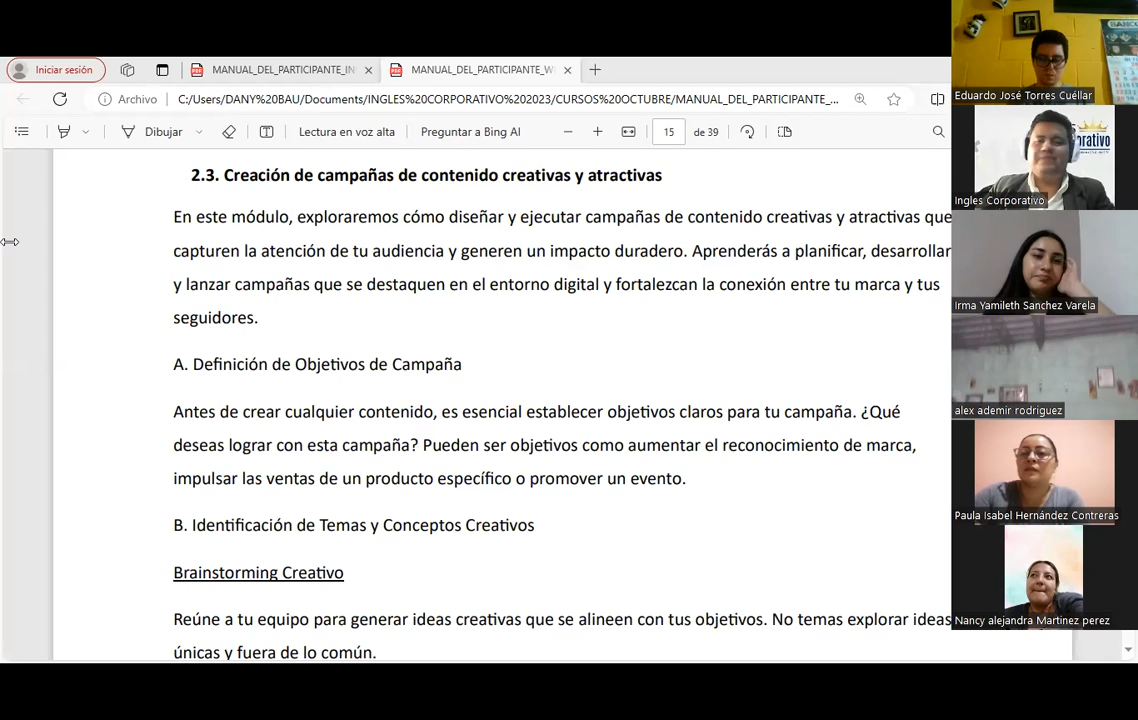 Iniciar sesión
MANUAL_DEL_PARTICIPANTE_IN
MANUAL_DEL_PARTICIPANTE_W
Archivo
C:/Users/DANY%20BAU/Documents/INGLES%20CORPORATIVO%202023/CURSOS%20OCTUBRE/MANUAL_DEL_PARTICIPANTE_...
Dibujar
Lectura en voz alta
Preguntar a Bing AI
15 de 39
2.3. Creación de campañas de contenido creativas y atractivas
En este módulo, exploraremos cómo diseñar y ejecutar campañas de contenido creativas y atractivas que
capturen la atención de tu audiencia y generen un impacto duradero. Aprenderás a planificar, desarrollar
y lanzar campañas que se destaquen en el entorno digital y fortalezcan la conexión entre tu marca y tus
seguidores.
A. Definición de Objetivos de Campaña
Antes de crear cualquier contenido, es esencial establecer objetivos claros para tu campaña. ¿Qué
deseas lograr con esta campaña? Pueden ser objetivos como aumentar el reconocimiento de marca,
impulsar las ventas de un producto específico o promover un evento.
B. Identificación de Temas y Conceptos Creativos
Brainstorming Creativo
Reúne a tu equipo para generar ideas creativas que se alineen con tus objetivos. No temas explorar ideas
únicas y fuera de lo común.
Eduardo José Torres Cuéllar
orativo
Ingles Corporativo
Irma Yamileth Sanchez Varela
alex ademir rodriguez
Paula Isabel Hernández Contreras
Nancy alejandra Martinez perez